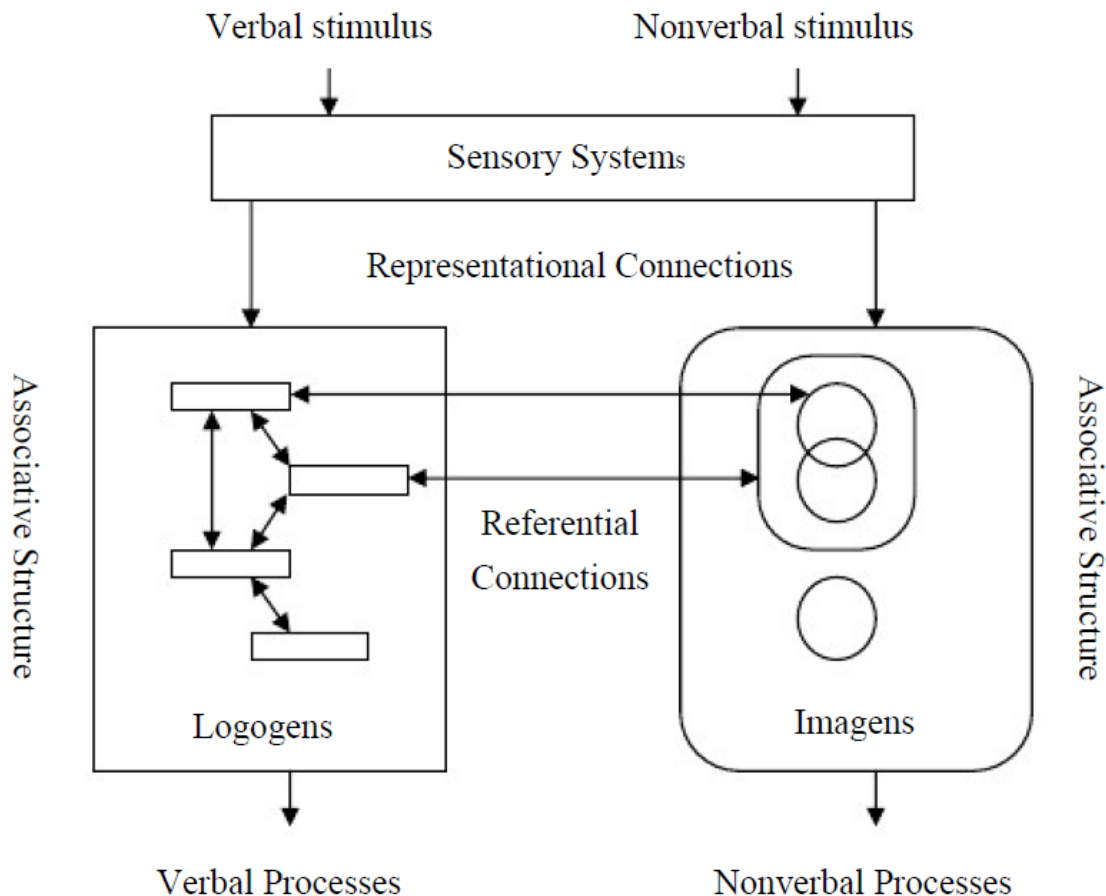 Verbal stimulus
Nonverbal stimulus
Sensory Systems
Representational Connections
Associative Structure
Associative Structure
Referential
Connections
Logogens
Imagens
Verbal Processes
Nonverbal Processes